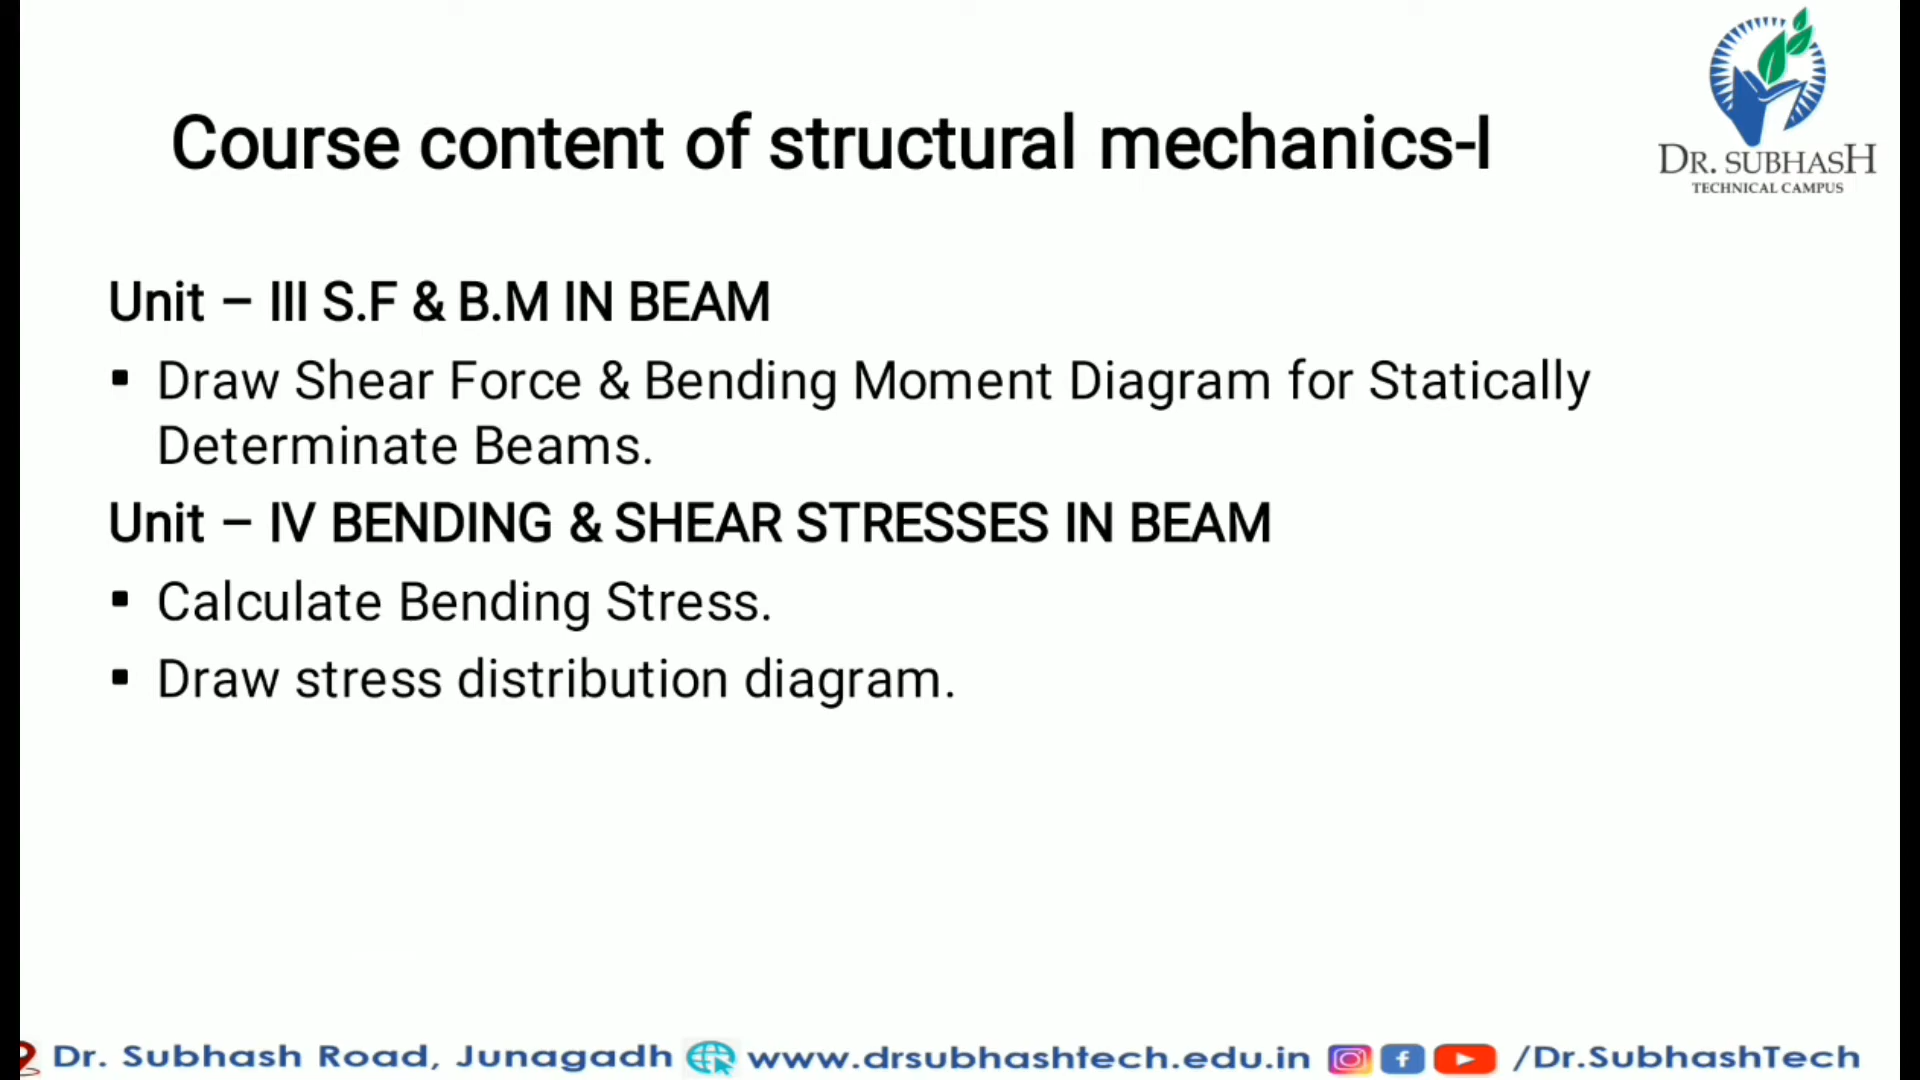 Course content of structural mechanics-I
DR. SUBHASH
TECHNICAL CAMPUS
Unit – III S.F & B.M IN BEAM
▪ Draw Shear Force & Bending Moment Diagram for Statically
Determinate Beams.
Unit – IV BENDING & SHEAR STRESSES IN BEAM
▪ Calculate Bending Stress.
▪ Draw stress distribution diagram.
Dr. Subhash Road, Junagadh www.drsubhashtech.edu.in /Dr.SubhashTech